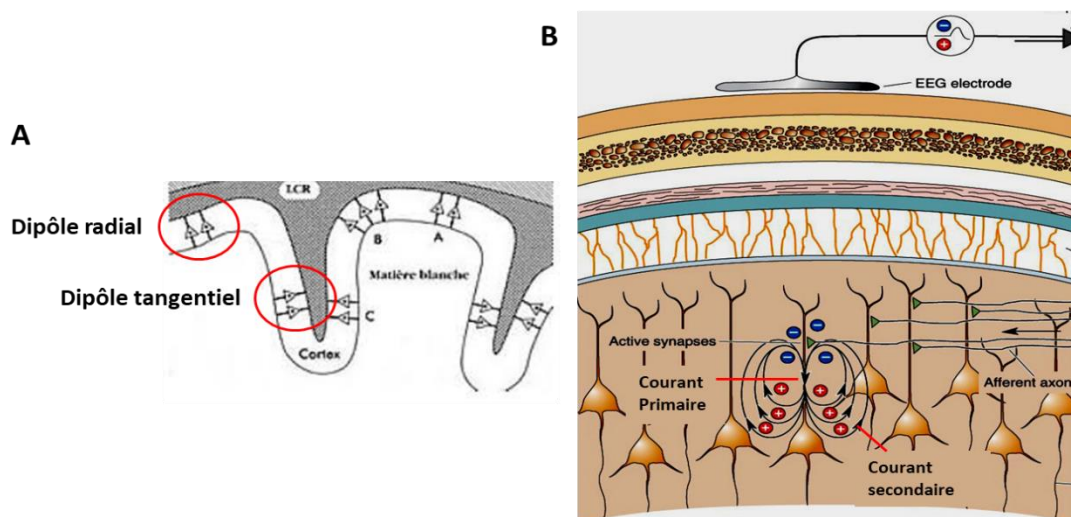 A
Dipôle radial
Dipôle tangentiel
LCR
B
A
Matière blanche
C
Cortex
B
EEG electrode
Active synapses
Courant
Primaire
Afferent axon
Courant
secondaire